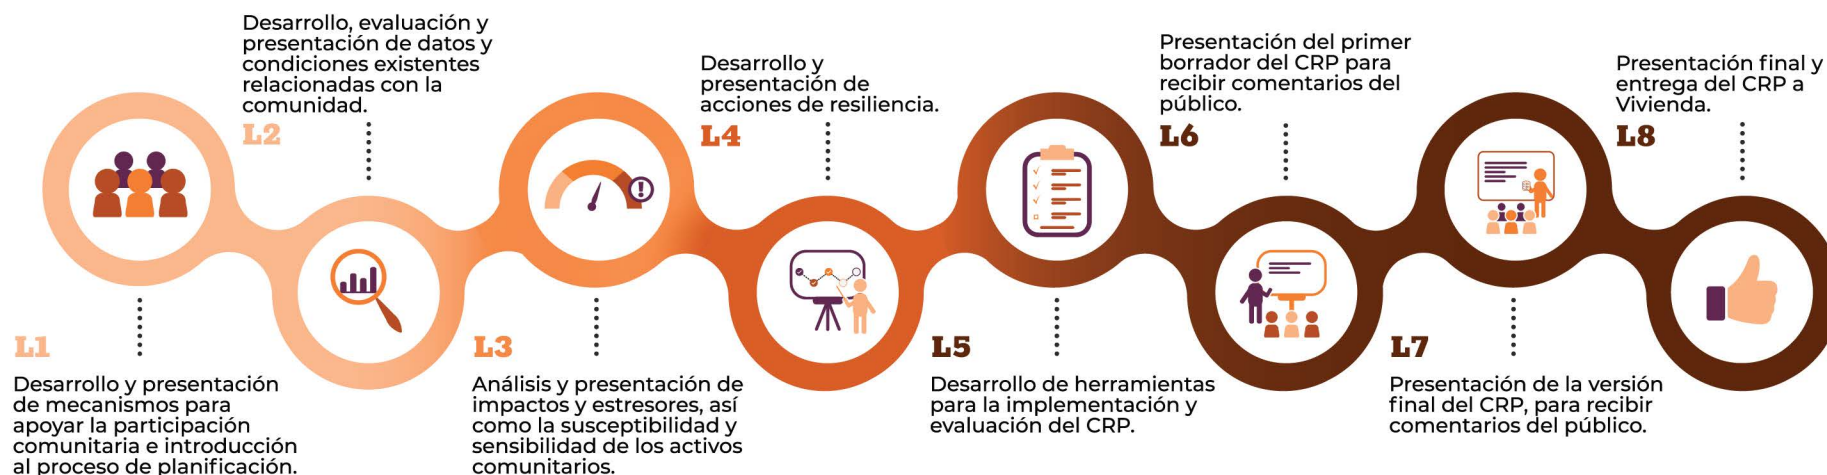 L1
Desarrollo y presentación
de mecanismos para
apoyar la participación
comunitaria e introducción
al proceso de planificación.
Desarrollo, evaluación y
presentación de datos y
condiciones existentes
relacionadas con la
comunidad.
L2
L3
Análisis y presentación de
impactos y estresores, así
como la susceptibilidad y
sensibilidad de los activos
comunitarios.
Desarrollo y
presentación de
acciones de resiliencia.
L4
L5
Desarrollo de herramientas
para la implementación y
evaluación del CRP.
Presentación del primer
borrador del CRP para
recibir comentarios del
público.
L6
L7
Presentación de la versión
final del CRP, para recibir
comentarios del público.
Presentación final y
entrega del CRP a
Vivienda.
L8